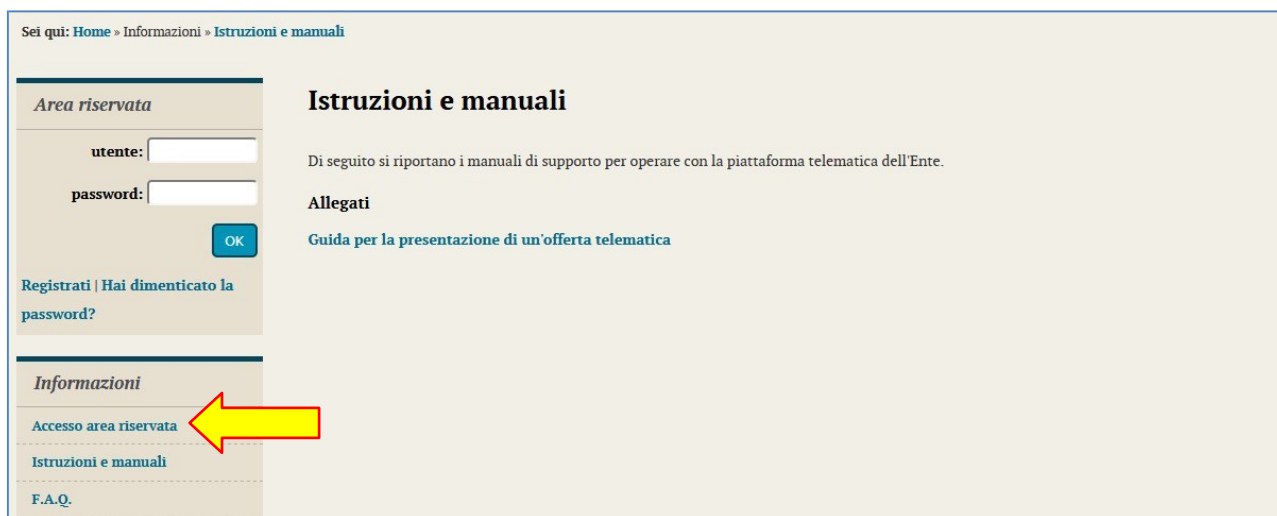 Sei qui: Home » Informazioni » Istruzioni e manuali
Area riservata
utente:
password:
OK
Registrati | Hai dimenticato la
password?
Informazioni
Accesso area riservata
Istruzioni e manuali
F.A.Q.
Istruzioni e manuali
Di seguito si riportano i manuali di supporto per operare con la piattaforma telematica dell'Ente.
Allegati
Guida per la presentazione di un'offerta telematica